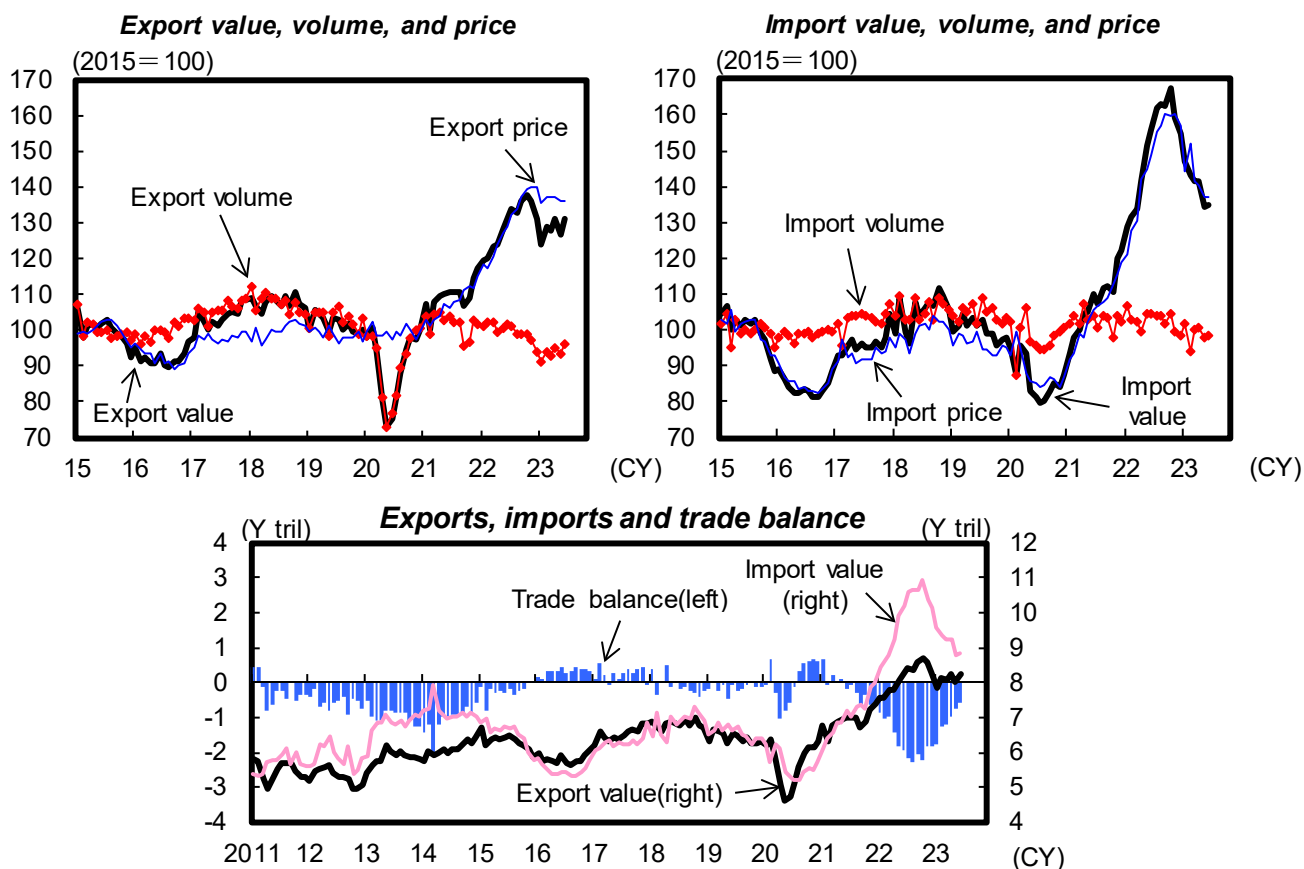 Export value, volume, and price
(2015＝100)
170
160
150
140
130
120
110
100
90
80
70
Export price
Export volume
Export value
15 16 17 18 19 20 21 22 23 (CY)
Import value, volume, and price
(2015＝100)
170
160
150
140
130
120
110
100
90
80
70
Import volume
Import price
Import
value
15 16 17 18 19 20 21 22 23 (CY)
Exports, imports and trade balance
(Y tril)
(Y tril)
4
3
2
1
0
-1
-2
-3
-4
Trade balance(left)
Import value
(right)
Export value(right)
12
11
10
9
8
7
6
5
4
2011 12 13 14 15 16 17 18 19 20 21 22 23 (CY)